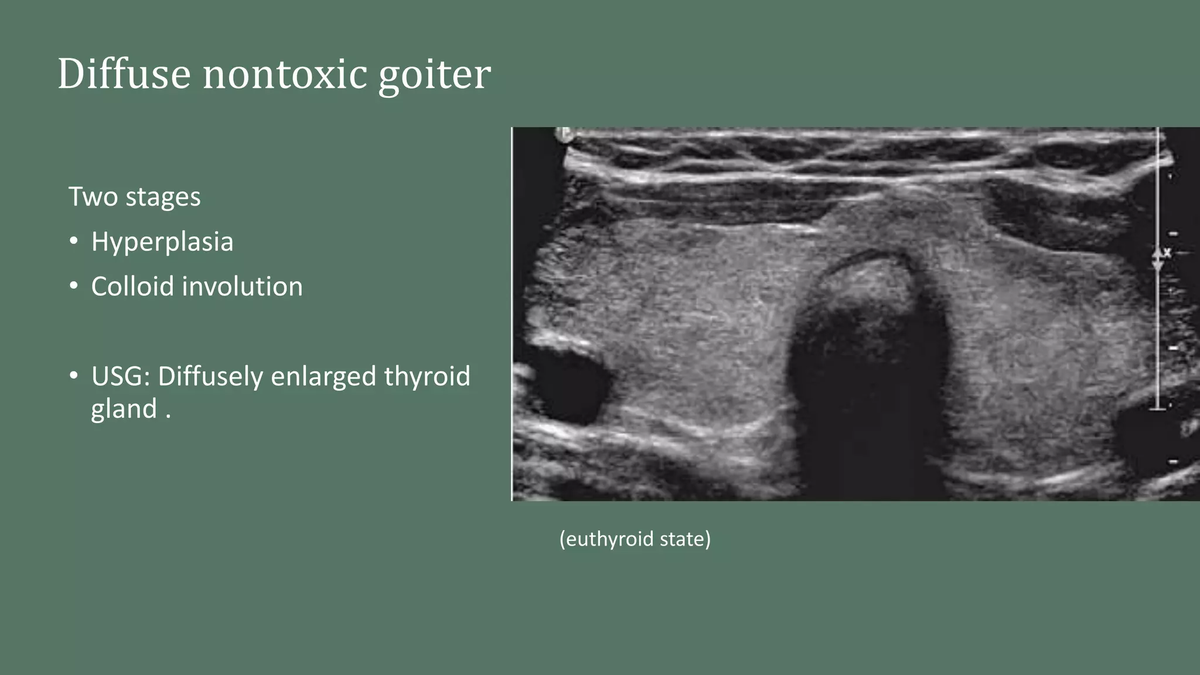 Diffuse nontoxic goiter
Two stages
• Hyperplasia
• Colloid involution
• USG: Diffusely enlarged thyroid
gland .
x
(euthyroid state)